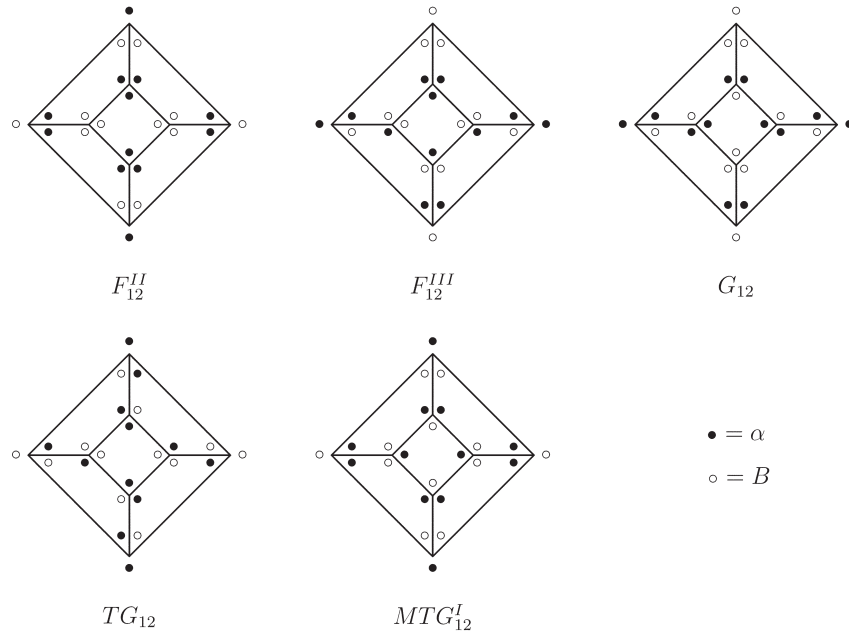 F_{12}^{II}
F_{12}^{III}
G_{12}
● = α
○ = B
TG_{12}
MTG_{12}^{I}